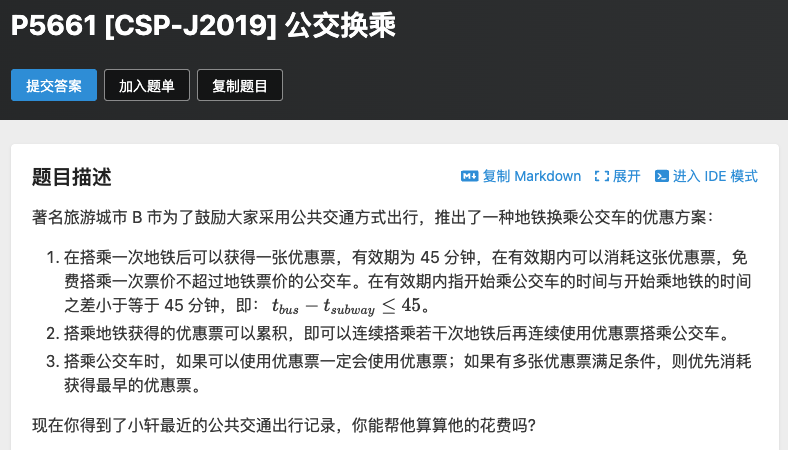 P5661 [CSP-J2019] 公交换乘
提交答案 加入题单 复制题目
题目描述 复制 Markdown 展开 进入 IDE 模式
著名旅游城市 B 市为了鼓励大家采用公共交通方式出行，推出了一种地铁换乘公交车的优惠方案：
1. 在搭乘一次地铁后可以获得一张优惠票，有效期为 45 分钟，在有效期内可以消耗这张优惠票，免
费搭乘一次票价不超过地铁票价的公交车。在有效期内指开始乘公交车的时间与开始乘地铁的时间
之差小于等于 45 分钟，即： t_{bus} − t_{subway} ≤ 45。
2. 搭乘地铁获得的优惠票可以累积，即可以连续搭乘若干次地铁后再连续使用优惠票搭乘公交车。
3. 搭乘公交车时，如果可以使用优惠票一定会使用优惠票；如果有多张优惠票满足条件，则优先消耗
获得最早的优惠票。
现在你得到了小轩最近的公共交通出行记录，你能帮他算算他的花费吗？